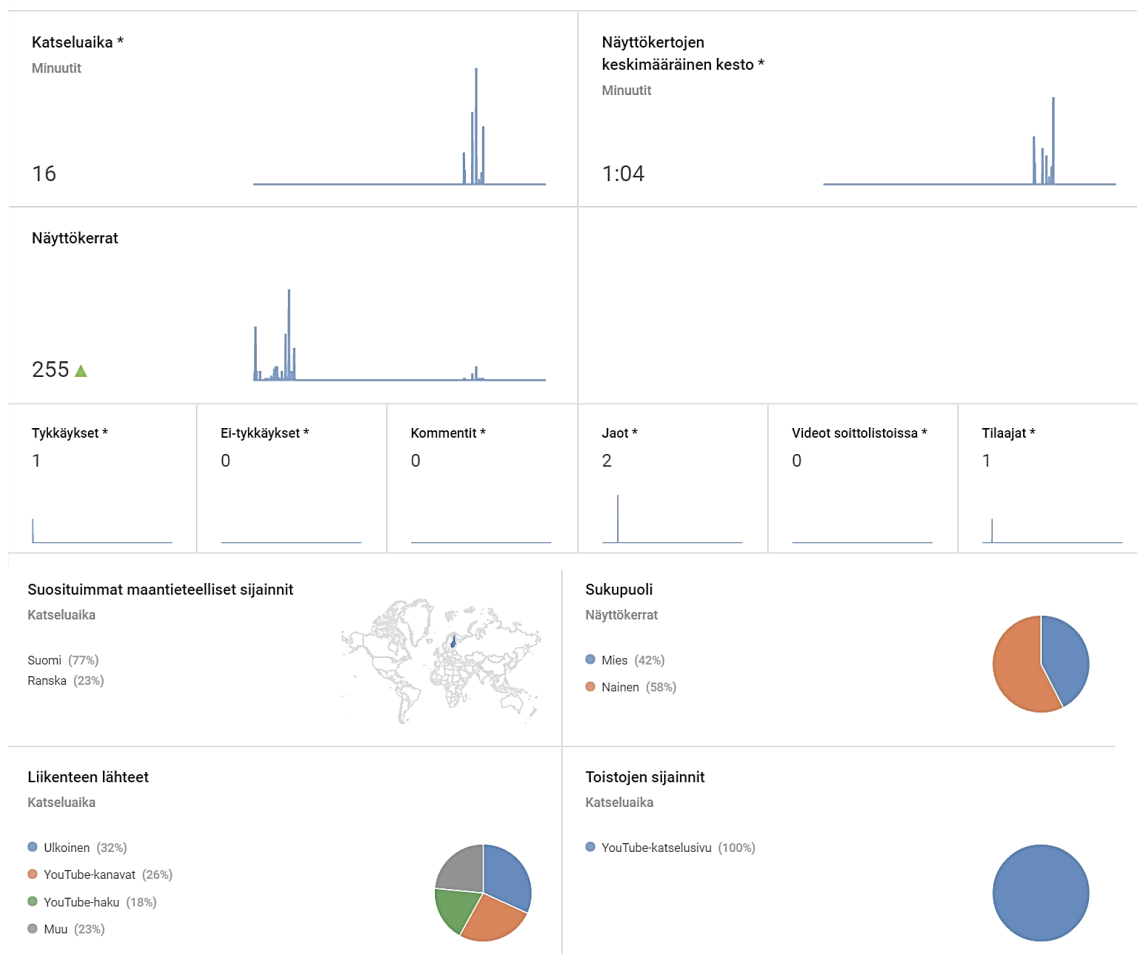 Katseluaika *
Minuutit
16
Näyttökertojen
keskimääräinen kesto *
Minuutit
1:04
Näyttökerrat
255
Tykkäykset *
1
Ei-tykkäykset *
0
Kommentit *
0
Jaot *
2
Videot soittolistoissa *
0
Tilaajat *
1
Suosituimmat maantieteelliset sijainnit
Katseluaika
Suomi (77%)
Ranska (23%)
Sukupuoli
Näyttökerrat
Mies (42%)
Nainen (58%)
Liikenteen lähteet
Katseluaika
Ulkoinen (32%)
YouTube-kanavat (26%)
YouTube-haku (18%)
Muu (23%)
Toistojen sijainnit
Katseluaika
YouTube-katselusivu (100%)